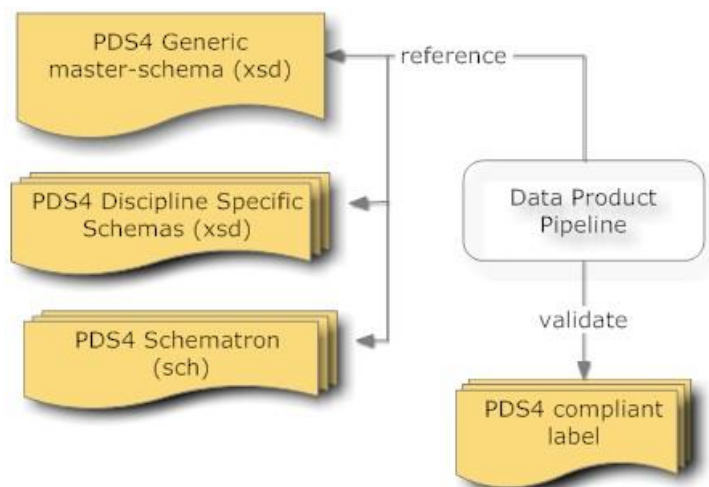 PDS4 Generic
master-schema (xsd)
reference
PDS4 Discipline Specific
Schemas (xsd)
Data Product
Pipeline
PDS4 Schematron
(sch)
validate
PDS4 compliant
label